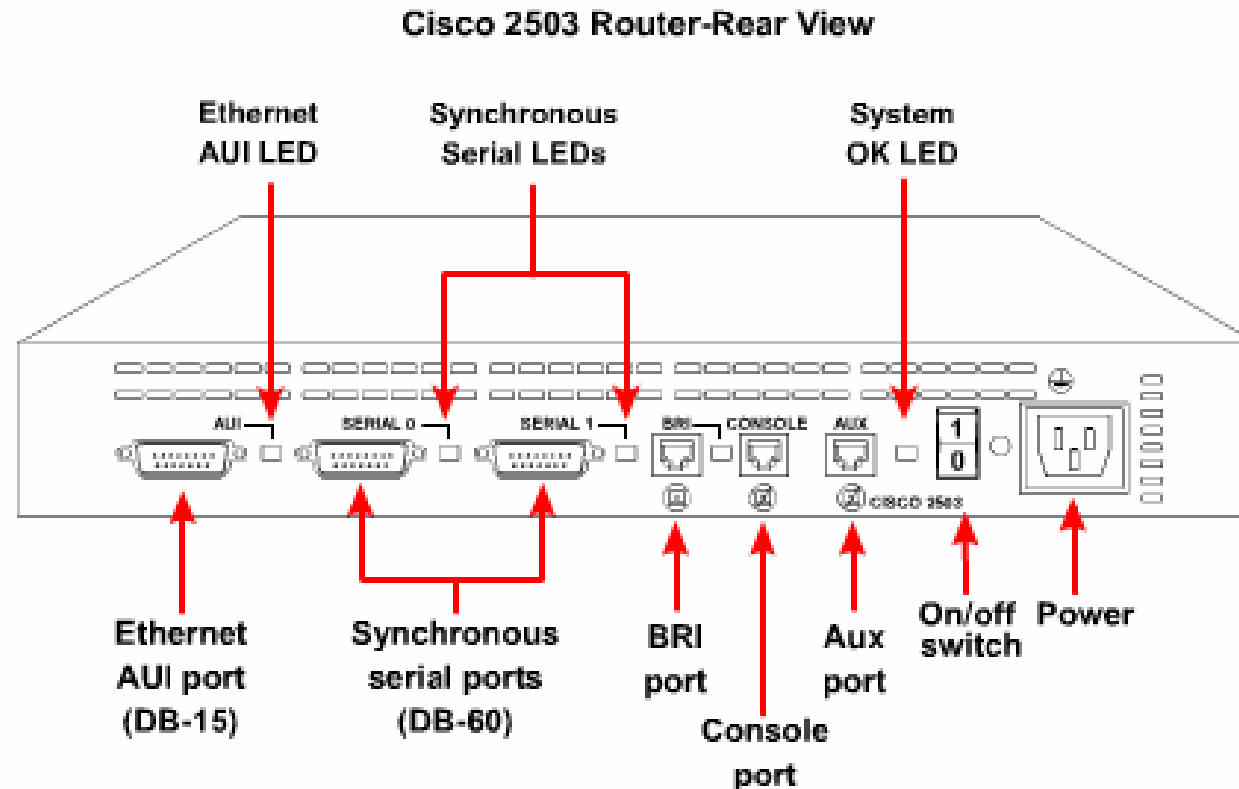 Cisco 2503 Router-Rear View
Ethernet
AUI LED
Synchronous
Serial LEDs
System
OK LED
AUI
SERIAL 0
SERIAL 1
BRI
CONSOLE
AUX
1
0
CISCO 2503
Ethernet
AUI port
(DB-15)
Synchronous
serial ports
(DB-60)
BRI
port
Console
port
Aux
port
On/off
switch
Power